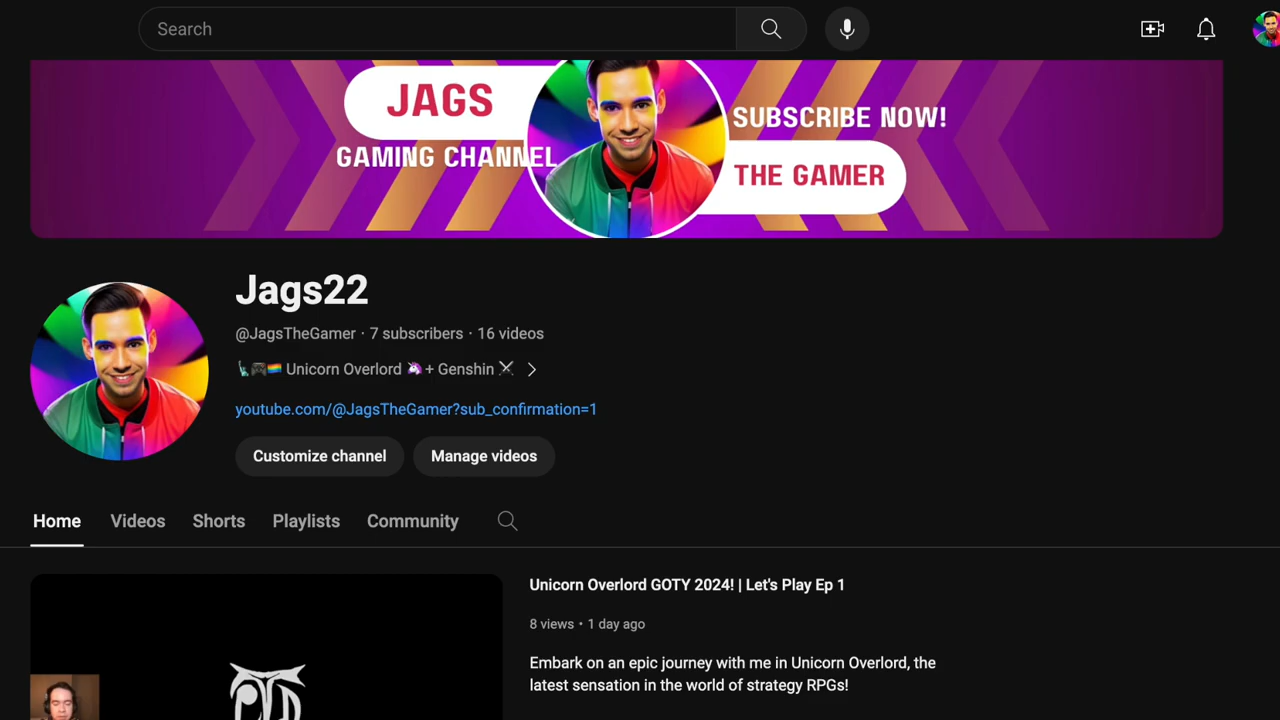 Search
JAGS
GAMING CHANNEL
SUBSCRIBE NOW!
THE GAMER
Jags22
@JagsTheGamer · 7 subscribers · 16 videos
🗽🎮🏳️‍🌈 Unicorn Overlord 🦄+ Genshin ⚔️
youtube.com/@JagsTheGamer?sub_confirmation=1
Customize channel
Manage videos
Home
Videos
Shorts
Playlists
Community
Unicorn Overlord GOTY 2024! | Let's Play Ep 1
8 views · 1 day ago
Embark on an epic journey with me in Unicorn Overlord, the
latest sensation in the world of strategy RPGs!